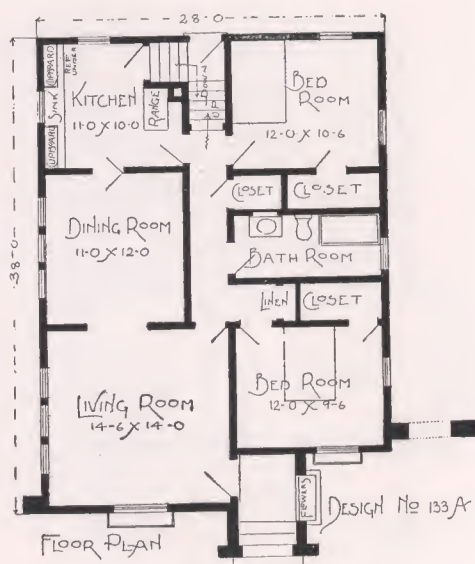 28-0
38-0
CUPBOARD
REF. UNDER
SINK
CUPBOARD
KITCHEN
11-0 X 10-0
RANGE
DOWN
UP
BED
ROOM
12-0 X 10-6
CLOSET
CLOSET
DINING ROOM
11-0 X 12-0
BATH ROOM
LINEN
CLOSET
LIVING ROOM
14-6 X 14-0
BED ROOM
12-0 X 9-6
FLOWERS
DESIGN No 133 A
FLOOR PLAN